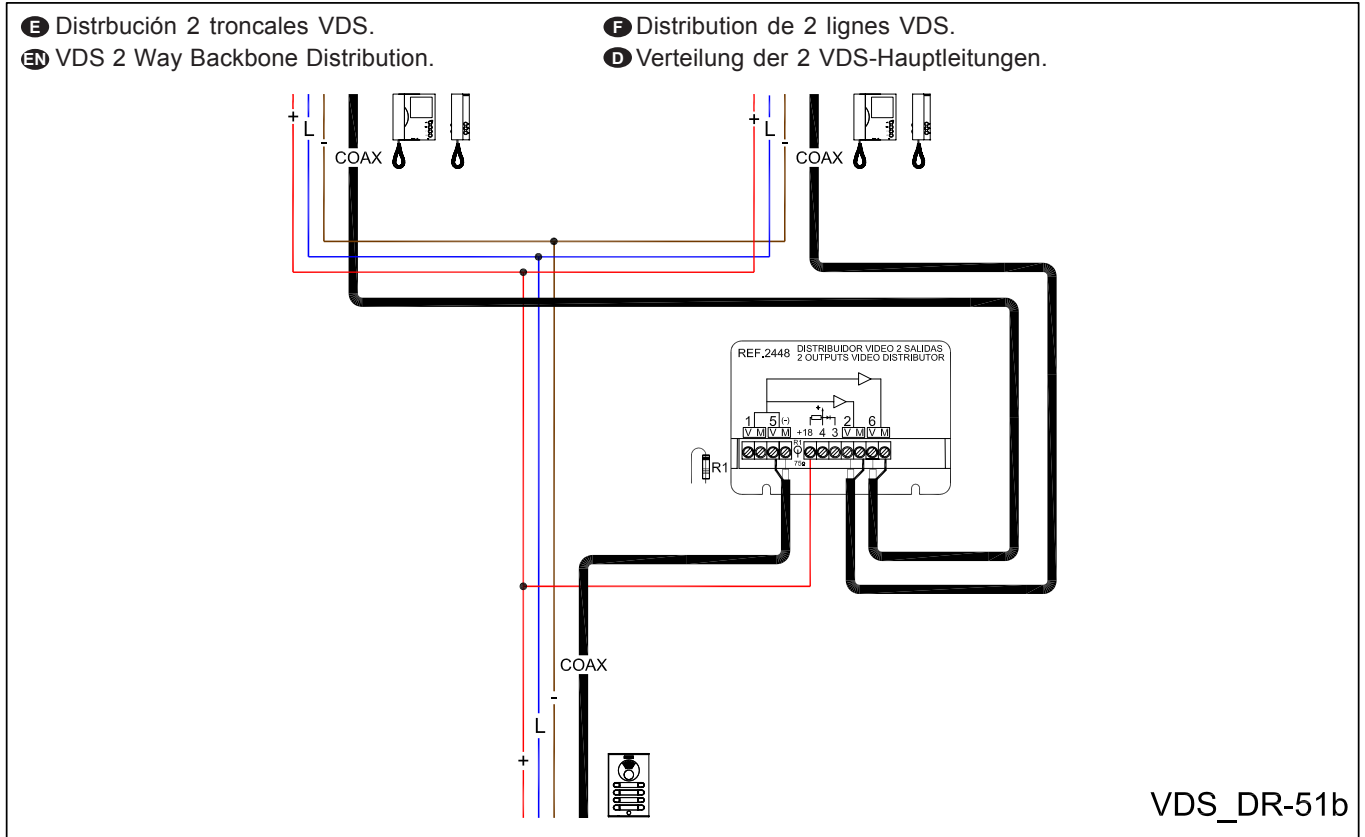 E Distrbución 2 troncales VDS.
EN VDS 2 Way Backbone Distribution.
F Distribution de 2 lignes VDS.
D Verteilung der 2 VDS-Hauptleitungen.
+ L - COAX
+ L - COAX
REF.2448 DISTRIBUIDOR VIDEO 2 SALIDAS
2 OUTPUTS VIDEO DISTRIBUTOR
+
1 5 (-) 2 6
V M V M +18 4 3 V M V M
R1
75Ω
R1
COAX
-
L
+
VDS_DR-51b